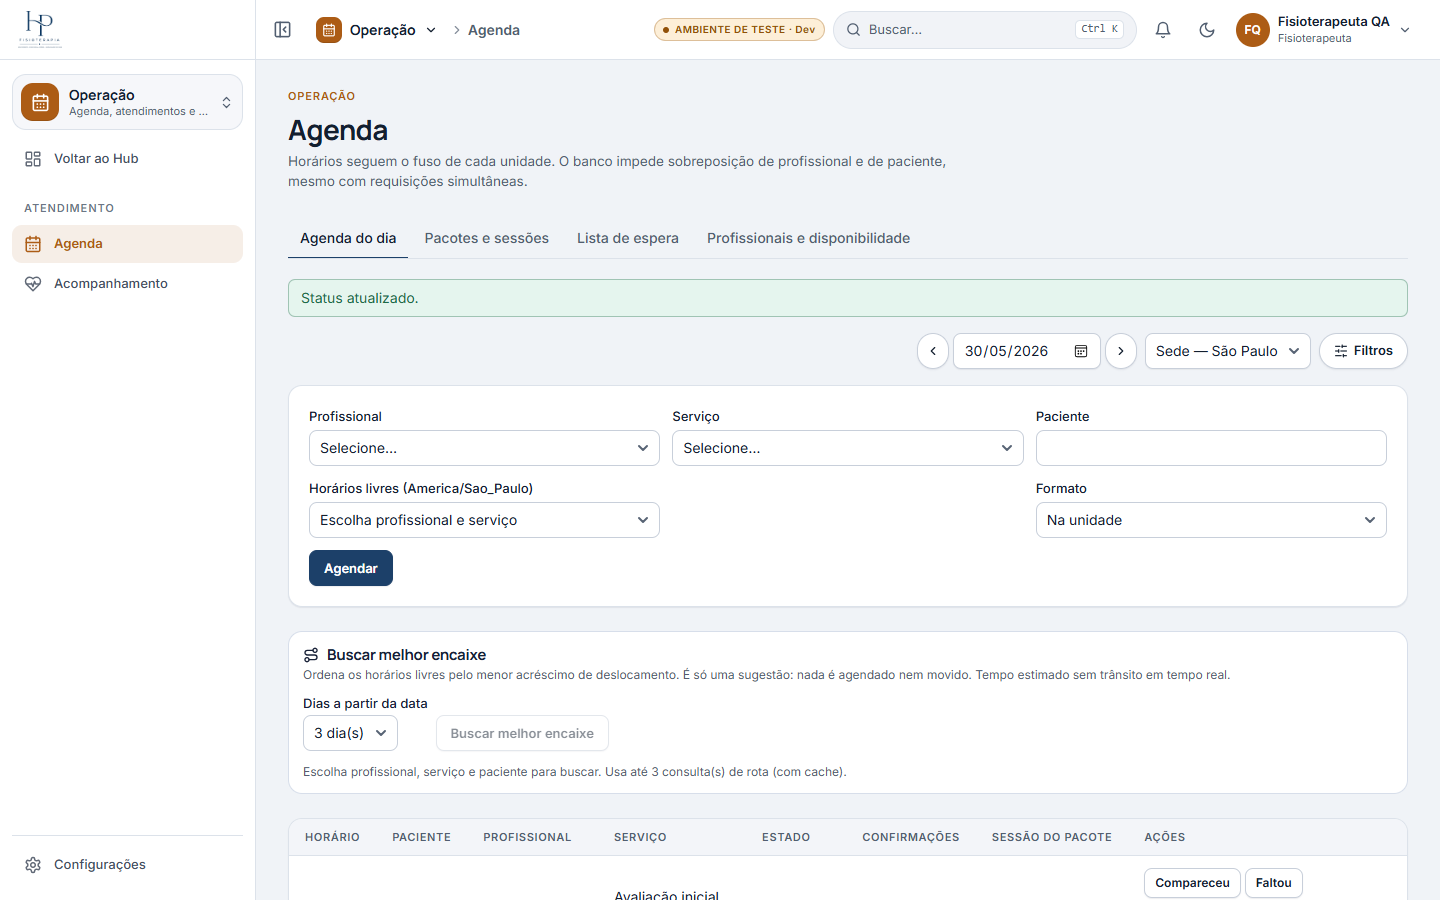 hp
FISIOTERAPIA
Operação
Agenda
AMBIENTE DE TESTE · Dev
Buscar...
Ctrl K
FQ
Fisioterapeuta QA
Fisioterapeuta
Operação
Agenda, atendimentos e ...
Voltar ao Hub
ATENDIMENTO
Agenda
Acompanhamento
Configurações
OPERAÇÃO
Agenda
Horários seguem o fuso de cada unidade. O banco impede sobreposição de profissional e de paciente,
mesmo com requisições simultâneas.
Agenda do dia
Pacotes e sessões
Lista de espera
Profissionais e disponibilidade
Status atualizado.
30/05/2026
Sede — São Paulo
Filtros
Profissional
Serviço
Paciente
Selecione...
Selecione...
Horários livres (America/Sao_Paulo)
Formato
Escolha profissional e serviço
Na unidade
Agendar
Buscar melhor encaixe
Ordena os horários livres pelo menor acréscimo de deslocamento. É só uma sugestão: nada é agendado nem movido. Tempo estimado sem trânsito em tempo real.
Dias a partir da data
3 dia(s)
Buscar melhor encaixe
Escolha profissional, serviço e paciente para buscar. Usa até 3 consulta(s) de rota (com cache).
HORÁRIO
PACIENTE
PROFISSIONAL
SERVIÇO
ESTADO
CONFIRMAÇÕES
SESSÃO DO PACOTE
AÇÕES
Avaliação inicial
Compareceu
Faltou